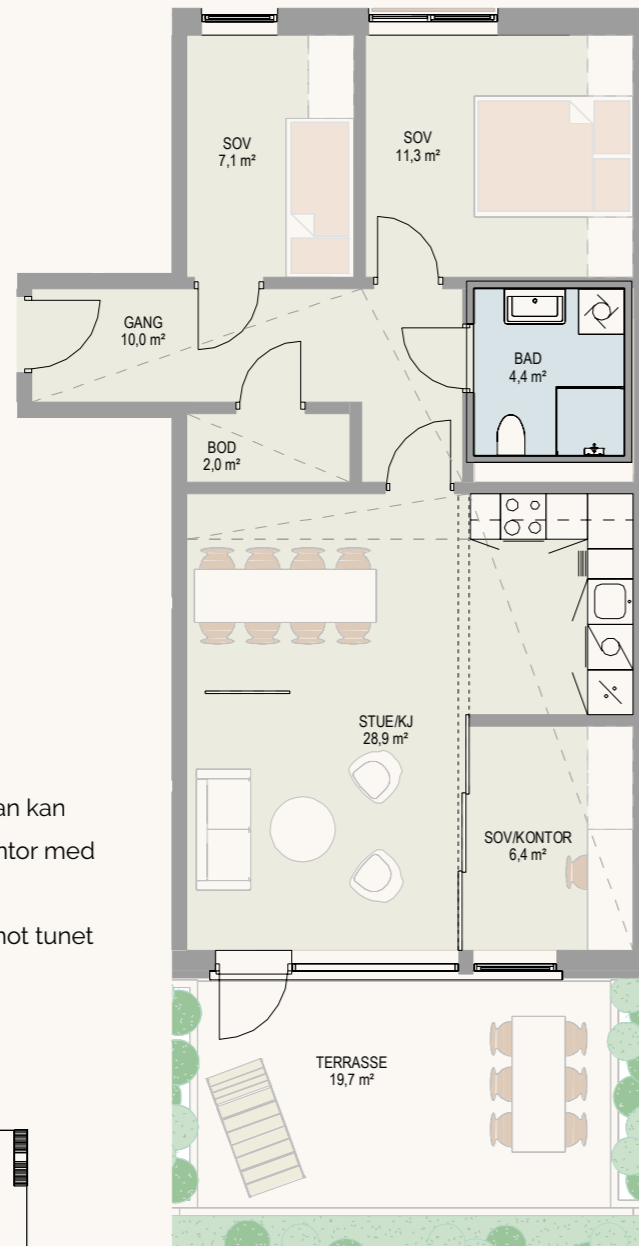 SOV
7,1 m²
SOV
11,3 m²
GANG
10,0 m²
BAD
4,4 m²
BOD
2,0 m²
STUE/KJ
28,9 m²
SOV/KONTOR
6,4 m²
TERRASSE
19,7 m²
an kan
ntor med
not tunet